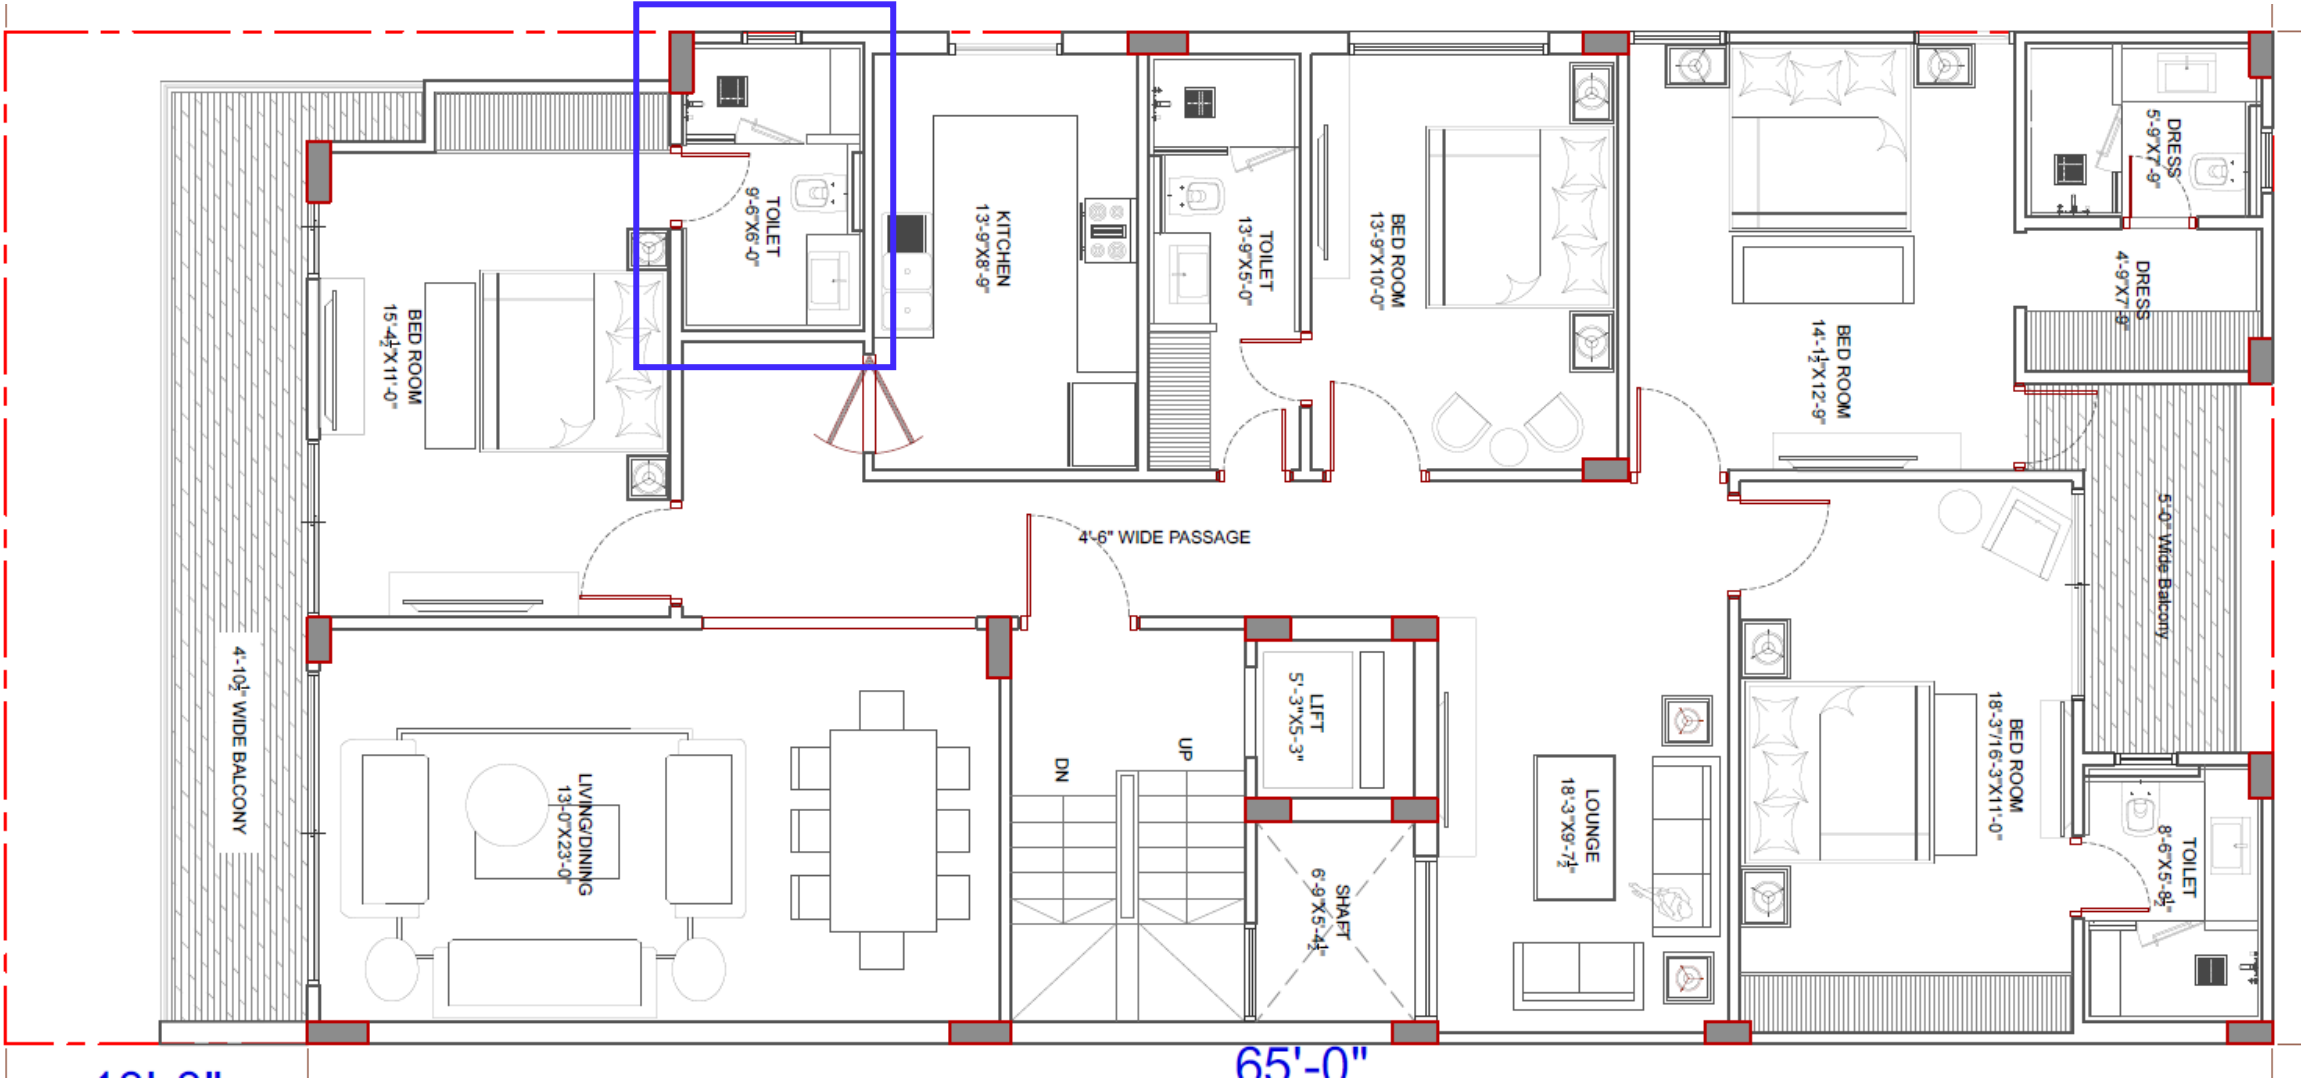 TOILET
9'-6"X6'-0"
KITCHEN
13'-9"X8'-9"
TOILET
13'-9"X5'-0"
BED ROOM
13'-9"X10'-0"
BED ROOM
14'-1½"X12'-9"
DRESS
5'-9"X7'-9"
DRESS
4'-9"X7'-9"
BED ROOM
15'-4½"X11'-0"
4'-6" WIDE PASSAGE
5'-0" Wide Balcony
4'-10½" WIDE BALCONY
LIVING/DINING
13'-0"X23'-0"
DN
UP
LIFT
5'-3"X5'-3"
SHAFT
6'-9"X5'-4½"
LOUNGE
18'-3"X9'-7½"
BED ROOM
18'-3"/16'-3"X11'-0"
TOILET
8'-6"X5'-8½"
65'-0"